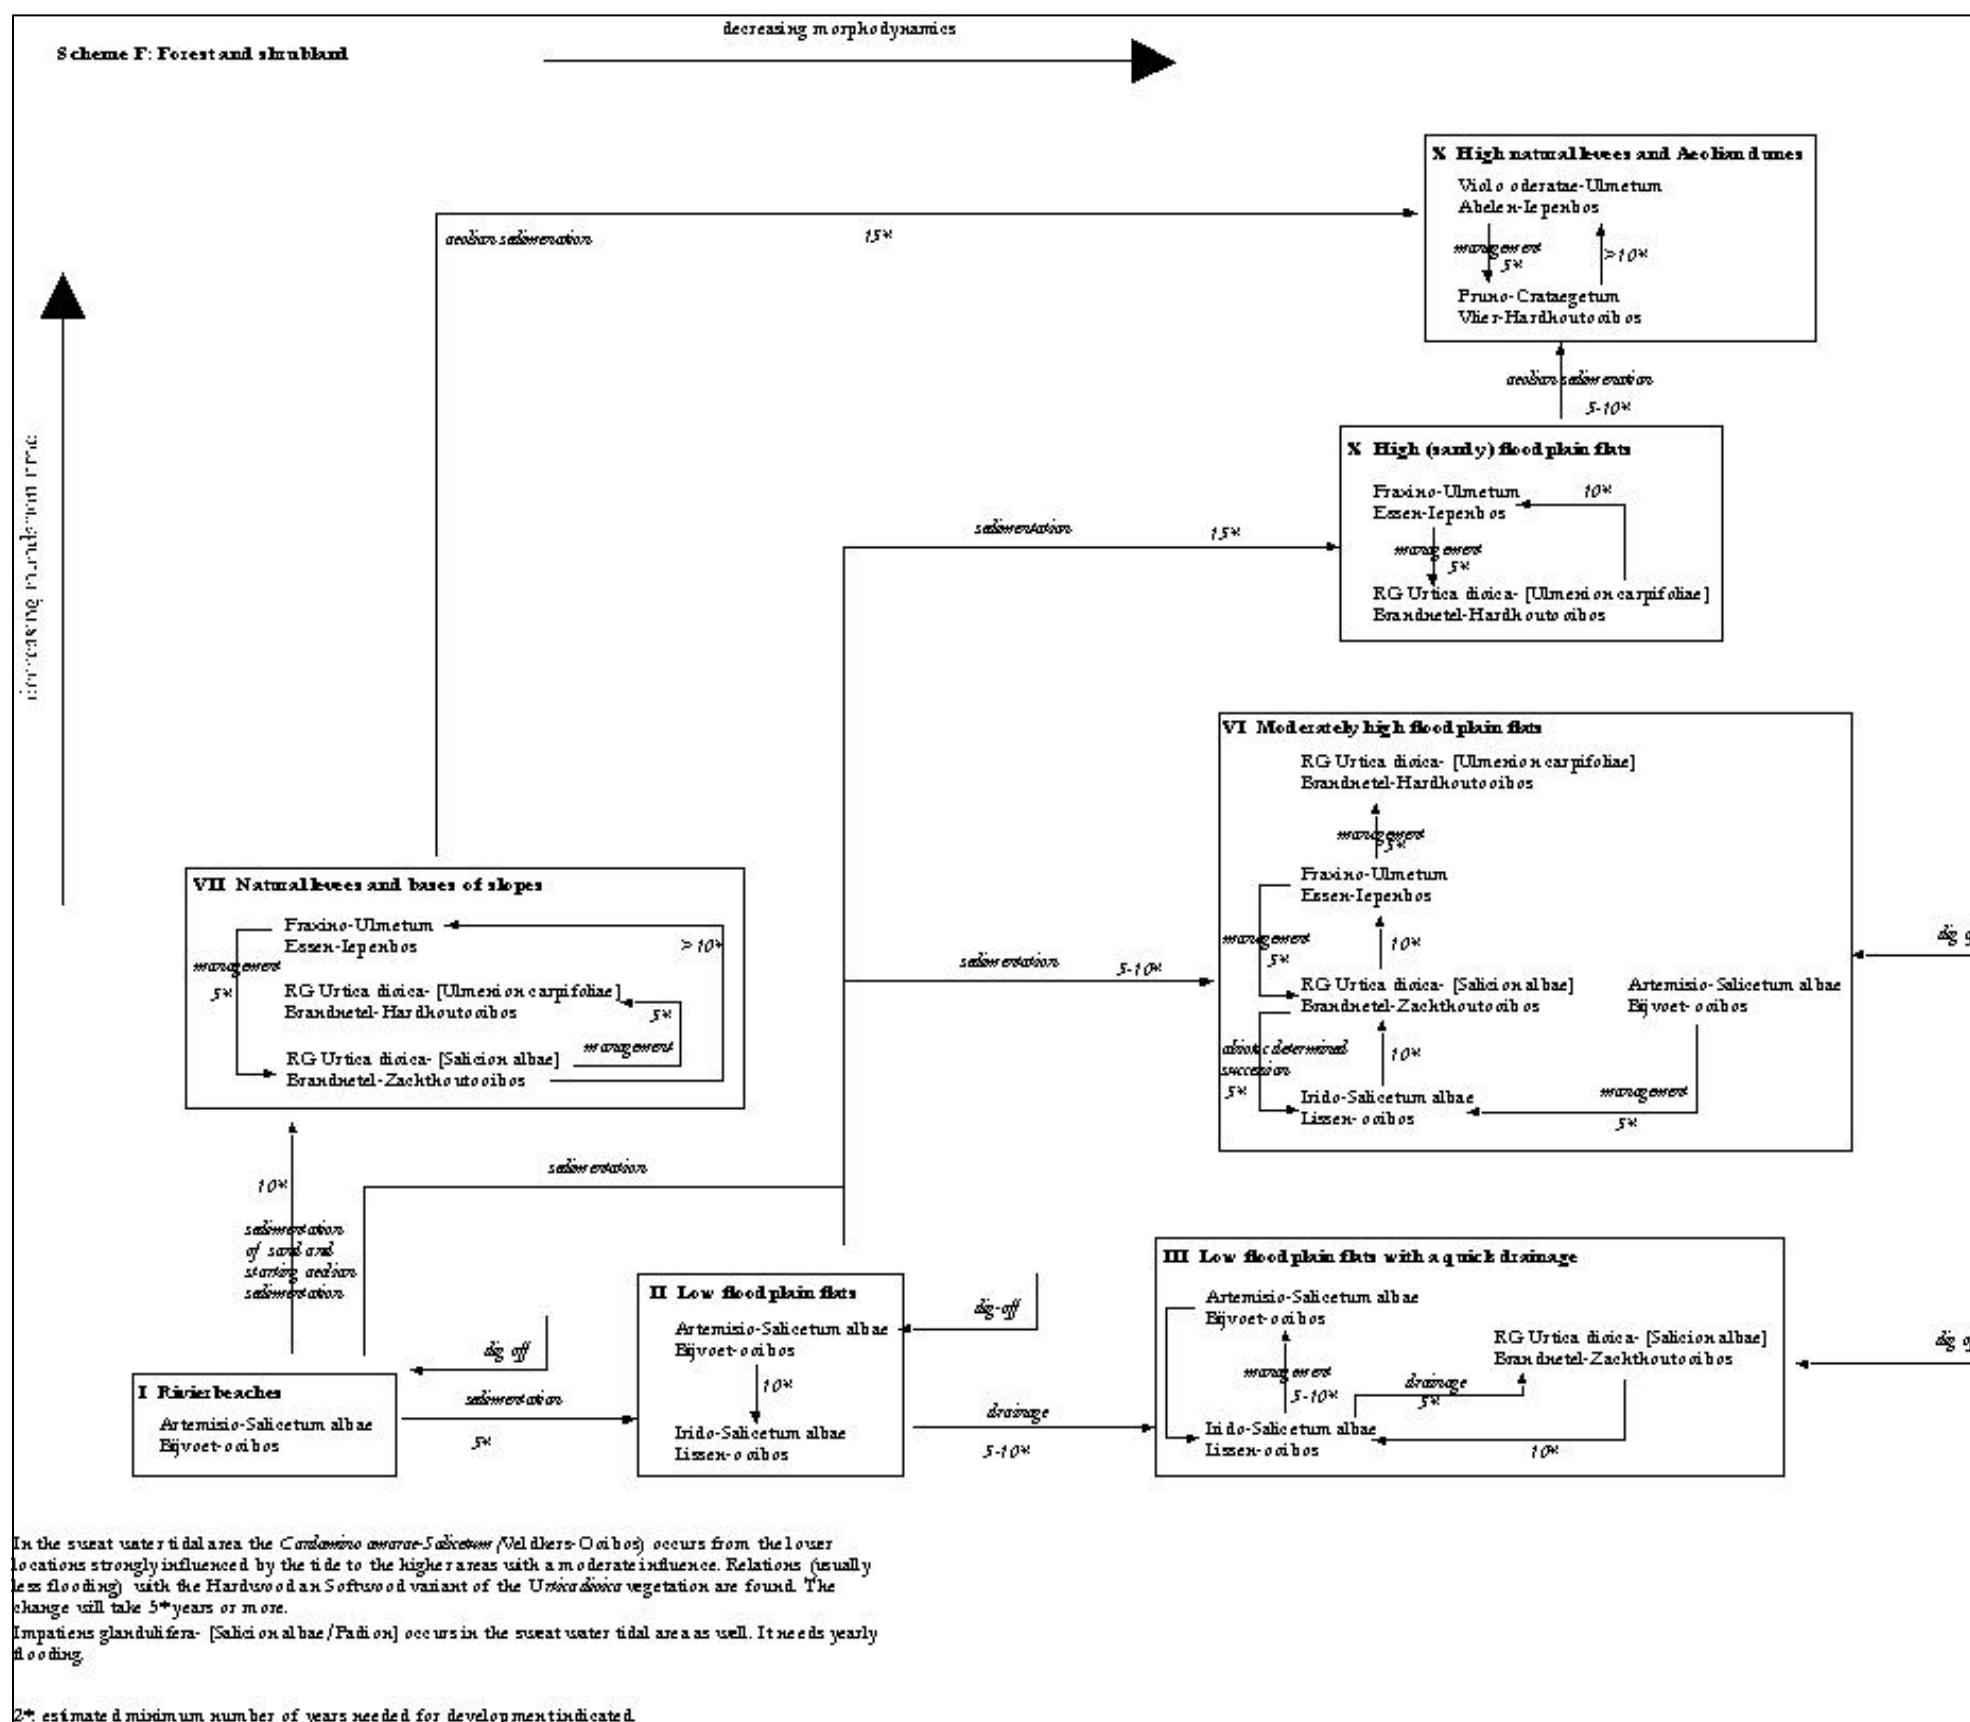 decreasing morphodynamics
Scheme F: Forest and shrubland
X High natural levees and Aeolian dunes
Violo oderatae-Ulmetum
Abelen-Iepenbos
management
5*
>10*
Pruno-Crataegetum
Vlier-Hardhoutooibos
aeolian sedimenation
15*
aeolian sedimenation
5-10*
X High (sandy) flood plain flats
Fraxino-Ulmetum
Essen-Iepenbos
10*
management
5*
RG Urtica dioica- [Ulmenion carpifoliae]
Brandnetel-Hardhoutooibos
sedimentation
15*
VI Moderately high flood plain flats
RG Urtica dioica- [Ulmenion carpifoliae]
Brandnetel-Hardhoutooibos
management
>5*
Fraxino-Ulmetum
Essen-Iepenbos
management
5*
10*
RG Urtica dioica- [Salicion albae]
Brandnetel-Zachthoutooibos
Artemisio-Salicetum albae
Bijvoet-ooibos
abiotic determined
succession
5*
10*
Irido-Salicetum albae
Lissen-ooibos
management
5*
dig
sedimentation
5-10*
VII Natural levees and bases of slopes
Fraxino-Ulmetum
Essen-Iepenbos
>10*
management
5*
RG Urtica dioica- [Ulmenion carpifoliae]
Brandnetel-Hardhoutooibos
5*
management
RG Urtica dioica- [Salicion albae]
Brandnetel-Zachthoutooibos
sedimentation
10*
sedimentation
of sand and
starting aeolian
sedimentation
dig off
I Rivierbeaches
Artemisio-Salicetum albae
Bijvoet-ooibos
sedimentation
5*
II Low flood plain flats
Artemisio-Salicetum albae
Bijvoet-ooibos
10*
Irido-Salicetum albae
Lissen-ooibos
dig-off
drainage
5-10*
III Low flood plain flats with a quick drainage
Artemisio-Salicetum albae
Bijvoet-ooibos
management
5-10*
RG Urtica dioica- [Salicion albae]
Brandnetel-Zachthoutooibos
drainage
5*
Irido-Salicetum albae
Lissen-ooibos
10*
dig
In the sweat water tidal area the Cardamino amarae-Salicetum (Veldkers-Ooibos) occurs from the lower
locations strongly influenced by the tide to the higher areas with a moderate influence. Relations (usually
less flooding) with the Hardwood an Softwood variant of the Urtica dioica vegetation are found. The
change will take 5* years or more.
Impatiens glandulifera- [Salicion albae/Padion] occurs in the sweat water tidal area as well. It needs yearly
flooding.
2*: estimated minimum number of years needed for development indicated.